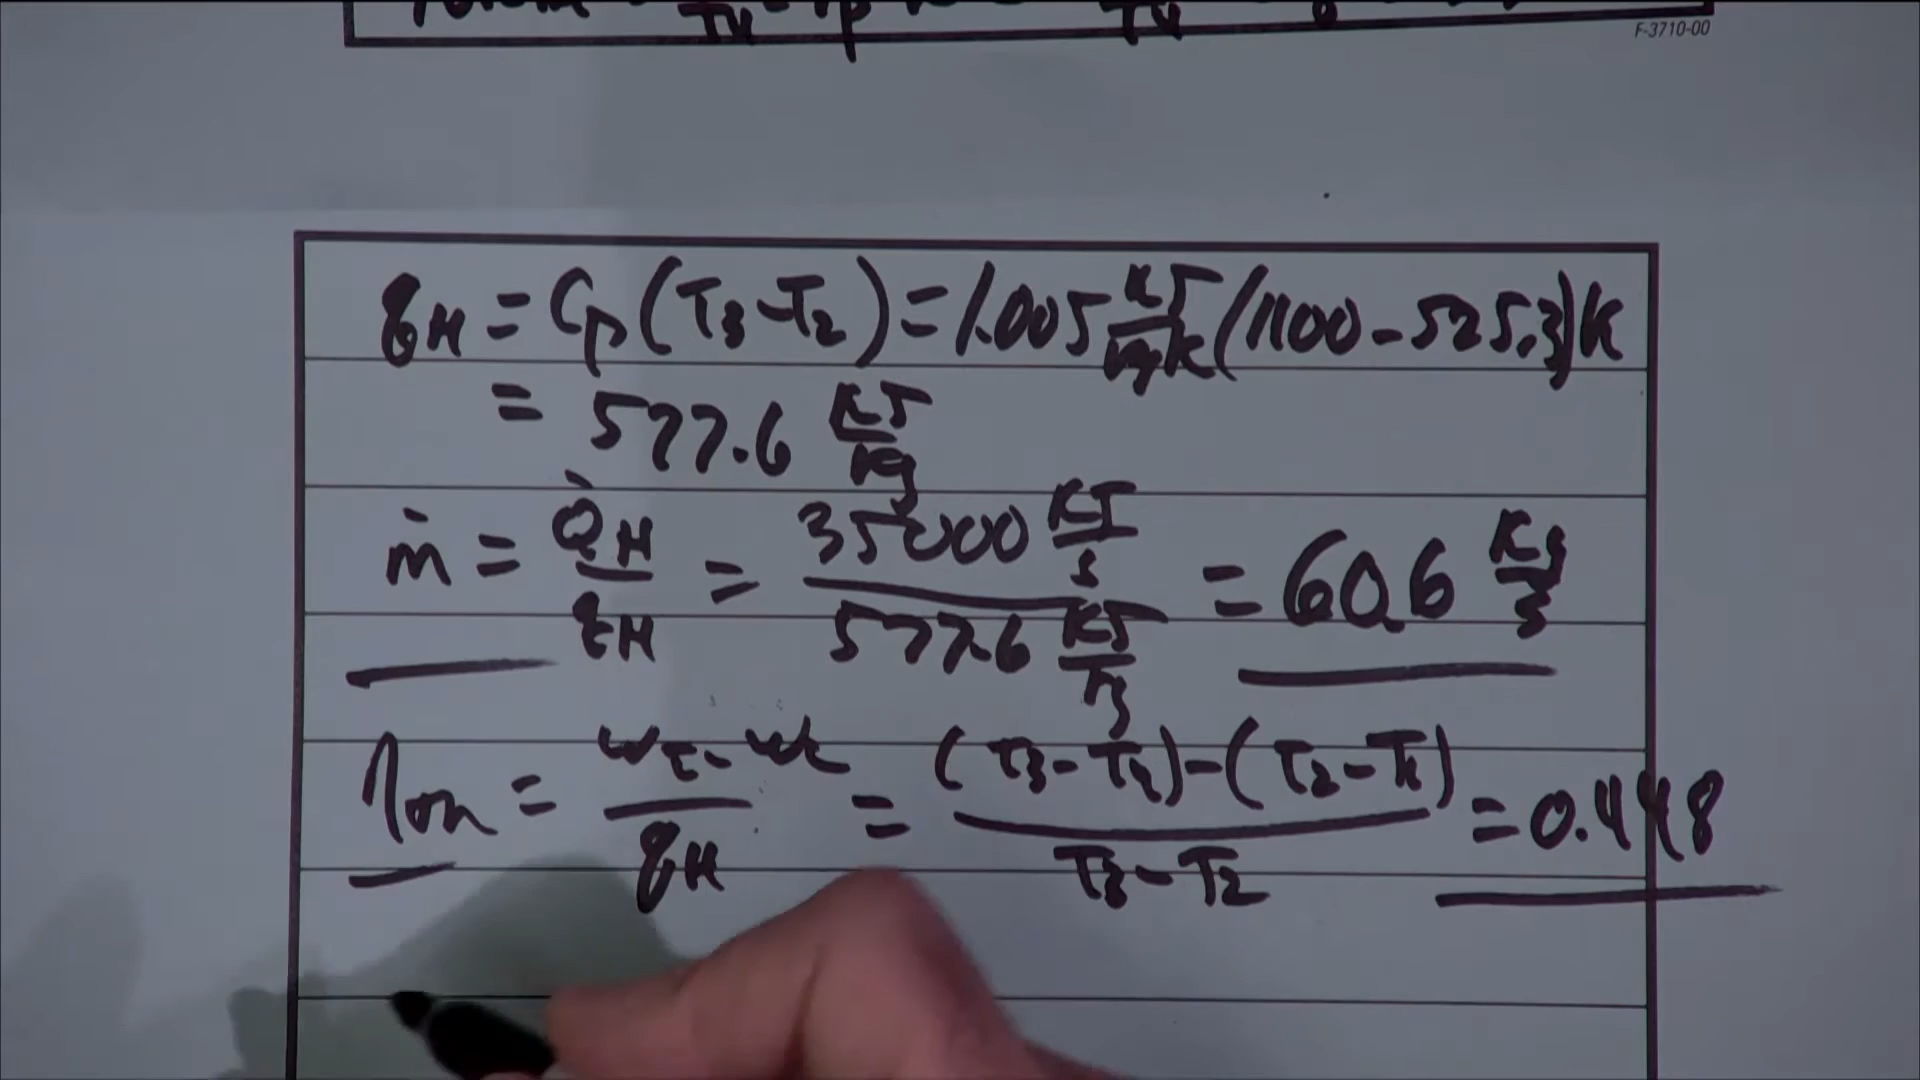 F-3710-00
qH = Cp(T3-T2) = 1.005 KJ/kgK (1100-525.3)K
= 577.6 KJ/Kg
ṁ = Q̇H/qH = 35000 KJ/s / 577.6 KJ/Kg = 60.6 Kg/s
ηTH = wT-wc / qH = (T3-T4)-(T2-T1) / T3-T2 = 0.448